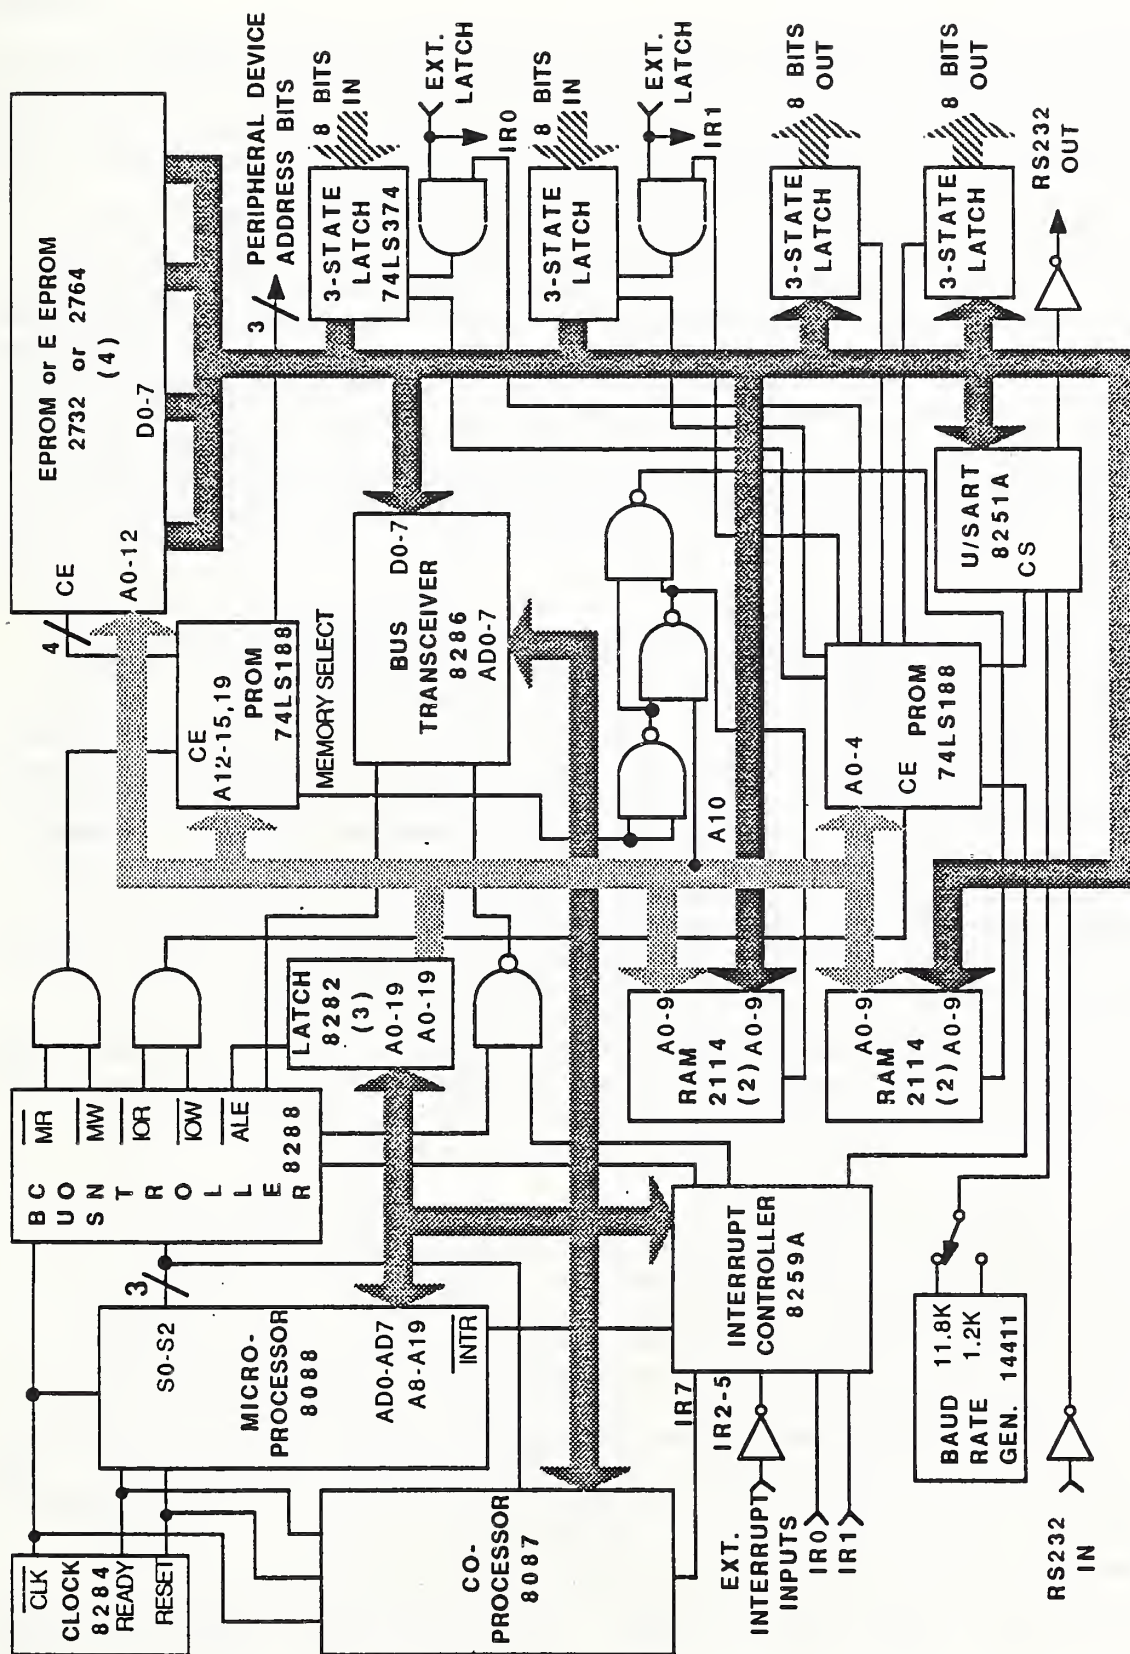 CLK
CLOCK
8284
READY
RESET
CO-
PROCESSOR
8087
S0-S2
MICRO-
PROCESSOR
8088
AD0-AD7
A8-A19
INTR
3
BUS
CONTROLLER
8288
MR
MW
IOR
IOW
ALE
LATCH
8282
(3)
A0-19
A0-19
CE
A12-15,19
PROM
74LS188
MEMORY SELECT
4
CE
A0-12
EPROM or E EPROM
2732 or 2764
(4)
D0-7
3
PERIPHERAL DEVICE
ADDRESS BITS
BUS
TRANSCEIVER
8286
D0-7
AD0-7
8 BITS
IN
3-STATE
LATCH
74LS374
EXT.
LATCH
IR0
8 BITS
IN
3-STATE
LATCH
EXT.
LATCH
IR1
8 BITS
OUT
3-STATE
LATCH
8 BITS
OUT
3-STATE
LATCH
RS232
OUT
U/SART
8251A
CS
A10
A0-4
CE
PROM
74LS188
A0-9
RAM
2114
(2) A0-9
A0-9
RAM
2114
(2) A0-9
INTERRUPT
CONTROLLER
8259A
IR7
IR2-5
EXT.
INTERRUPT
INPUTS
IR0
IR1
BAUD 11.8K
RATE 1.2K
GEN. 14411
RS232
IN